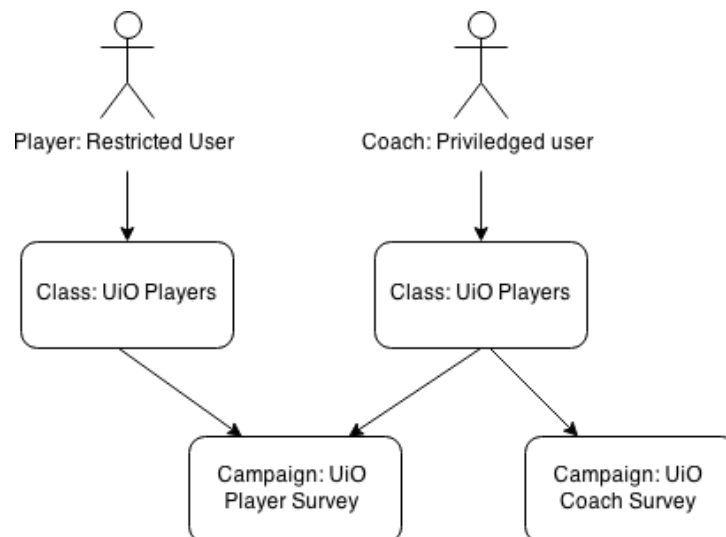 Player: Restricted User
Coach: Priviledged user
Class: UiO Players
Class: UiO Players
Campaign: UiO
Player Survey
Campaign: UiO
Coach Survey